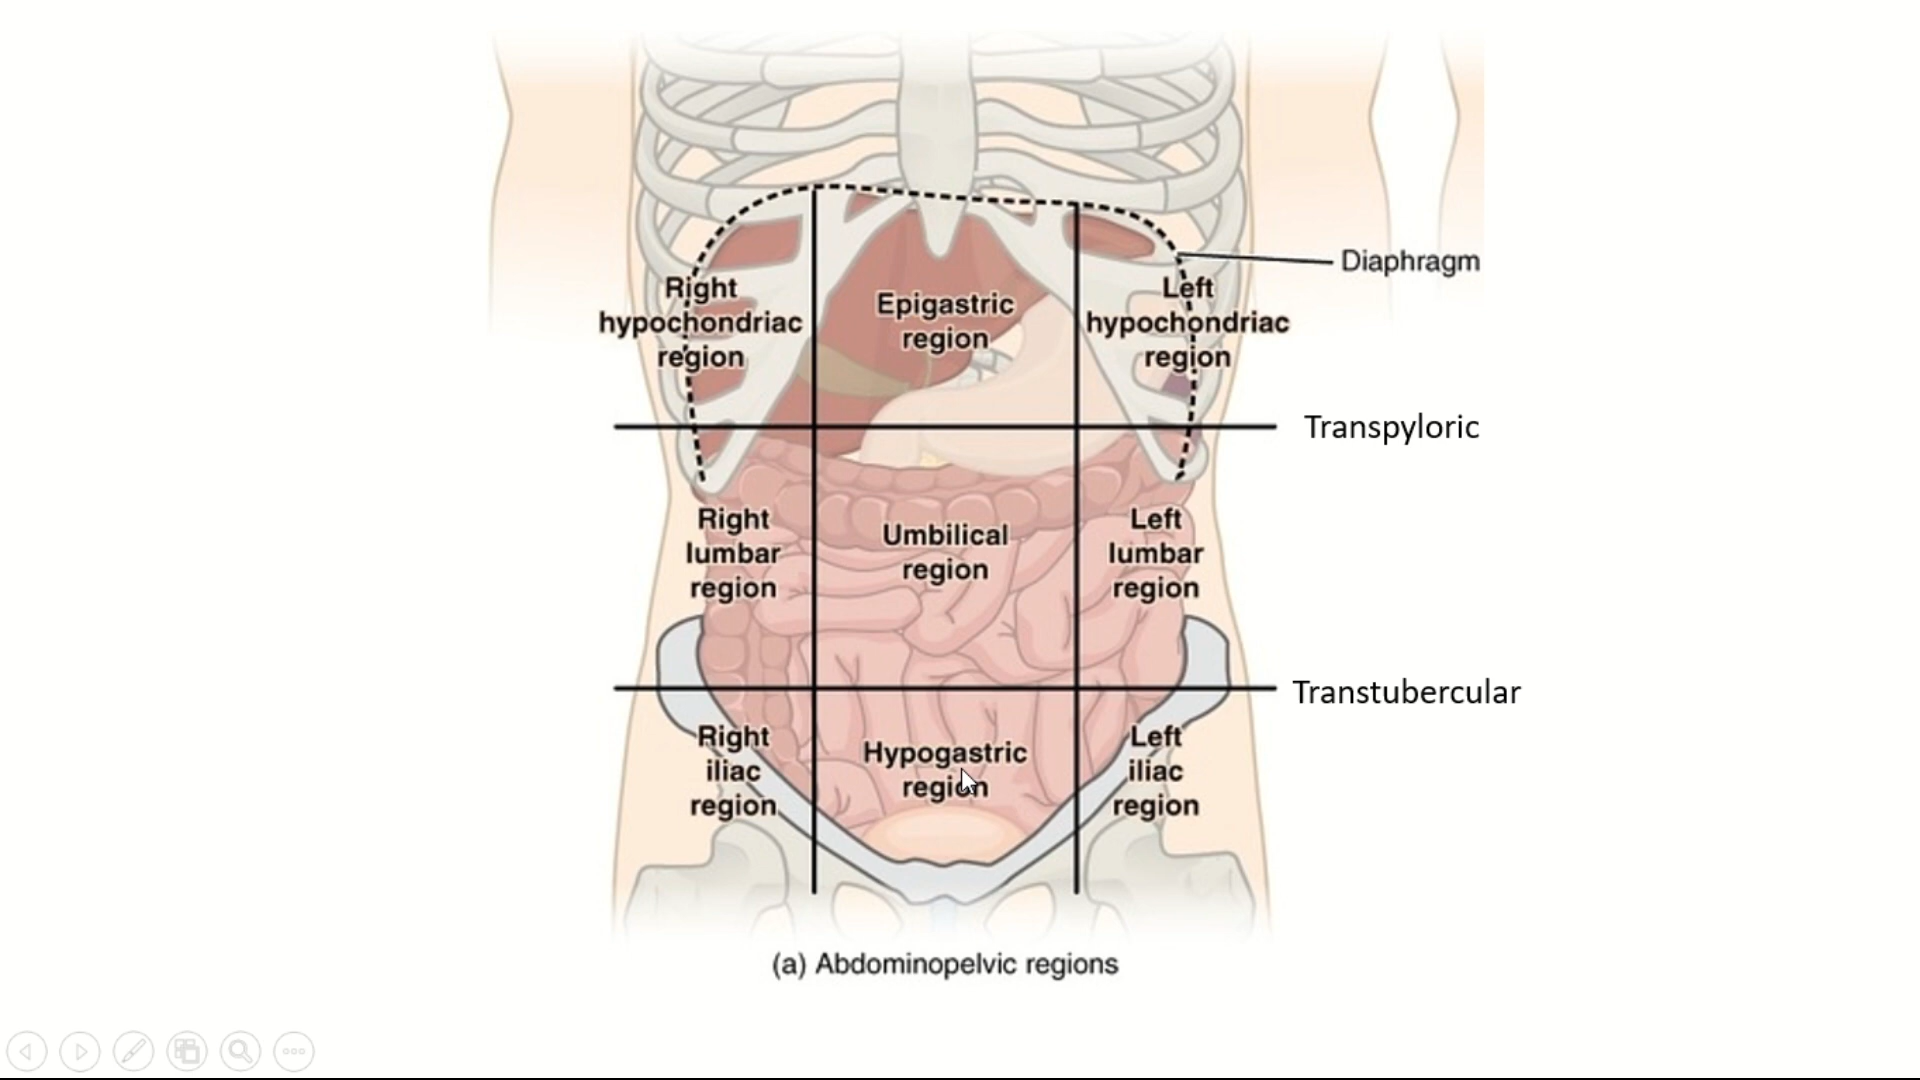 Diaphragm
Right
hypochondriac
region
Epigastric
region
Left
hypochondriac
region
Transpyloric
Right
lumbar
region
Umbilical
region
Left
lumbar
region
Transtubercular
Right
iliac
region
Hypogastric
region
Left
iliac
region
(a) Abdominopelvic regions